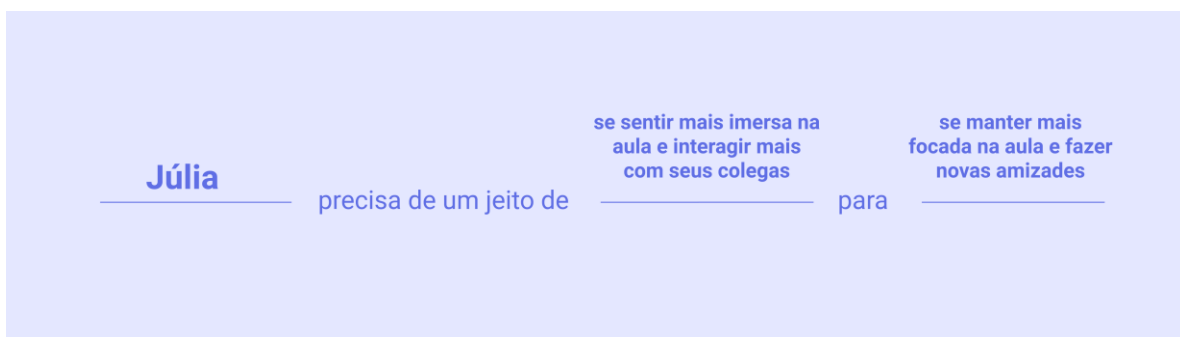 Júlia
precisa de um jeito de
se sentir mais imersa na
aula e interagir mais
com seus colegas
para
se manter mais
focada na aula e fazer
novas amizades